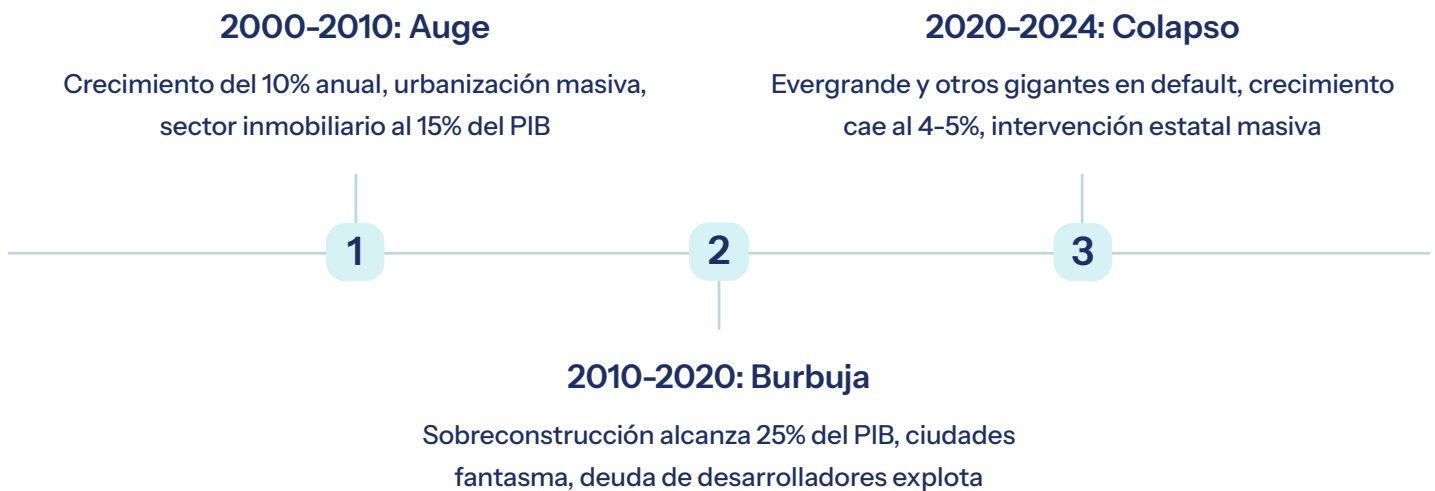 2000-2010: Auge
Crecimiento del 10% anual, urbanización masiva,
sector inmobiliario al 15% del PIB
2020-2024: Colapso
Evergrande y otros gigantes en default, crecimiento
cae al 4-5%, intervención estatal masiva
1
2
3
2010-2020: Burbuja
Sobreconstrucción alcanza 25% del PIB, ciudades
fantasma, deuda de desarrolladores explota